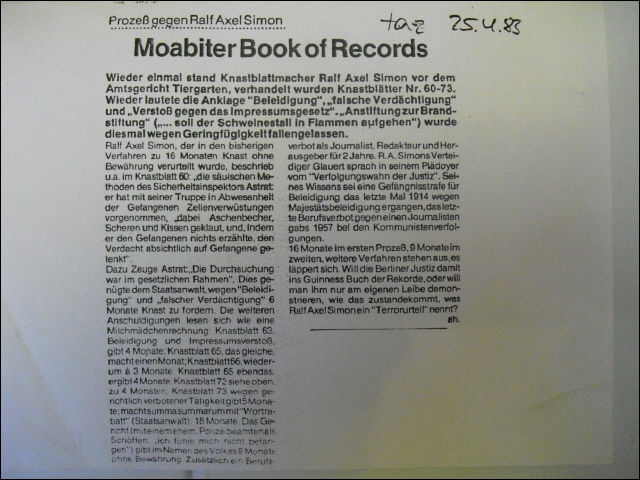 Prozeß gegen Ralf Axel Simon
taz 25.4.83
Moabiter Book of Records
Wieder einmal stand Knastblattmacher Ralf Axel Simon vor dem
Amtsgericht Tiergarten, verhandelt wurden Knastblätter Nr. 60-73.
Wieder lautete die Anklage "Beleidigung", „falsche Verdächtigung"
und „Verstoß gegen das Impressumsgesetz". „Anstiftung zur Brand-
stiftung" („... soll der Schweinestall in Flammen aufgehen") wurde
diesmal wegen Geringfügigkeit fallengelassen.
Ralf Axel Simon, der in den bisherigen
Verfahren zu 16 Monaten Knast ohne
Bewährung verurteilt wurde, beschrieb
u.a. im Knastblatt 60: „die säuischen Me-
thoden des Sicherheitsinspektors Astrat:
er hat mit seiner Truppe in Abwesenheit
der Gefangenen Zellenverwüstungen
vorgenommen, „dabei Aschenbecher,
Scheren und Kissen geklaut, und, indem
er den Gefangenen nichts erzählte, den
Verdacht absichtlich auf Gefangene ge-
lenkt".
Dazu Zeuge Astrat: „Die Durchsuchung
war im gesetzlichen Rahmen". Dies ge-
nügte dem Staatsanwalt, wegen "Beleidi-
gung" und „falscher Verdächtigung" 6
Monate Knast zu fordern. Die weiteren
Anschuldigungen lesen sich wie eine
Milchmädchenrechnung: Knastblatt 63,
Beleidigung und Impressumsverstoß,
gibt 4 Monate; Knastblatt 65, das gleiche,
macht einen Monat; Knastblatt 66, wieder-
um à 3 Monate; Knastblatt 65 ebendas,
ergibt 4 Monate; Knastblatt 72 siehe oben,
zu 4 Monaten; Knastblatt 73 wegen ge-
richtlich verbotener Tätigkeit gibt 5 Mona-
te; macht summa summarum mit "Wortra-
batt" (Staatsanwalt): 18 Monate. Das Ge-
richt (mit einem ehem. Polizeibeamten als
Schöffen: „Ich fühle mich nicht befan-
gen") gibt im Namen des Volkes 9 Monate
ohne Bewährung. Zusätzlich ein Berufs-
verbot als Journalist, Redakteur und Her-
ausgeber für 2 Jahre. R.A. Simons Vertei-
diger Glauert sprach in seinem Plädoyer
vom "Verfolgungswahn der Justiz". Sei-
nes Wissens sei eine Gefängnisstrafe für
Beleidigung das letzte Mal 1914 wegen
Majestätsbeleidigung ergangen, das letz-
te Berufsverbot gegen einen Journalisten
gabs 1957 bei den Kommunistenverfol-
gungen.
16 Monate im ersten Prozeß, 9 Monate im
zweiten, weitere Verfahren stehen aus, es
läppert sich. Will die Berliner Justiz damit
ins Guinness Buch der Rekorde, oder will
man ihm nur am eigenen Leibe demon-
strieren, wie das zustandekommt, was
Ralf Axel Simon ein "Terrorurteil" nennt?
ah.